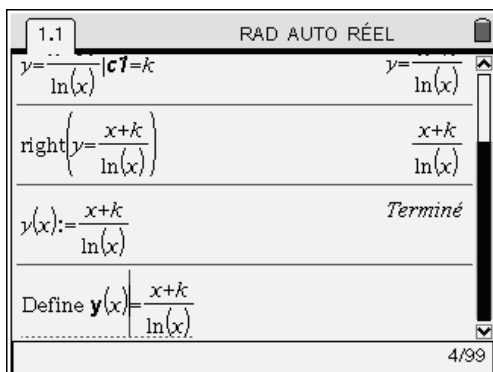 1.1 RAD AUTO RÉEL
y=x+k/ln(x)|c1=k y=x+k/ln(x)
right(y=x+k/ln(x)) x+k/ln(x)
y(x):=x+k/ln(x) Terminé
Define y(x)=x+k/ln(x)
4/99